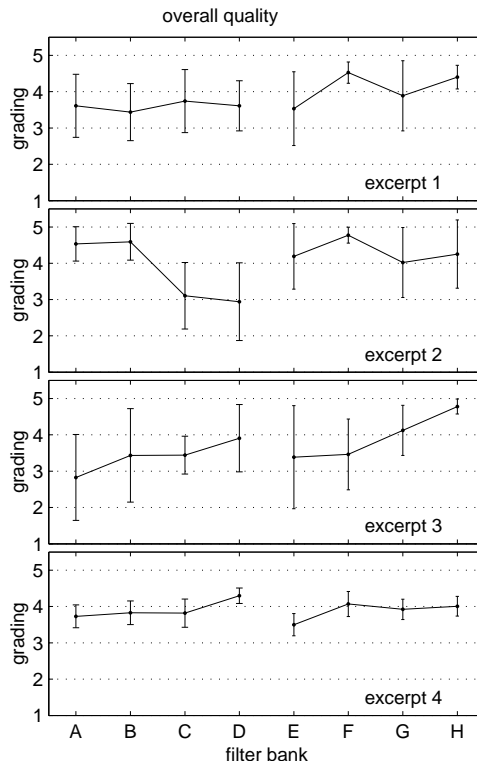 overall quality
5
4
3
2
1
grading
excerpt 1
5
4
3
2
1
grading
excerpt 2
5
4
3
2
1
grading
excerpt 3
5
4
3
2
1
grading
excerpt 4
A B C D E F G H
filter bank